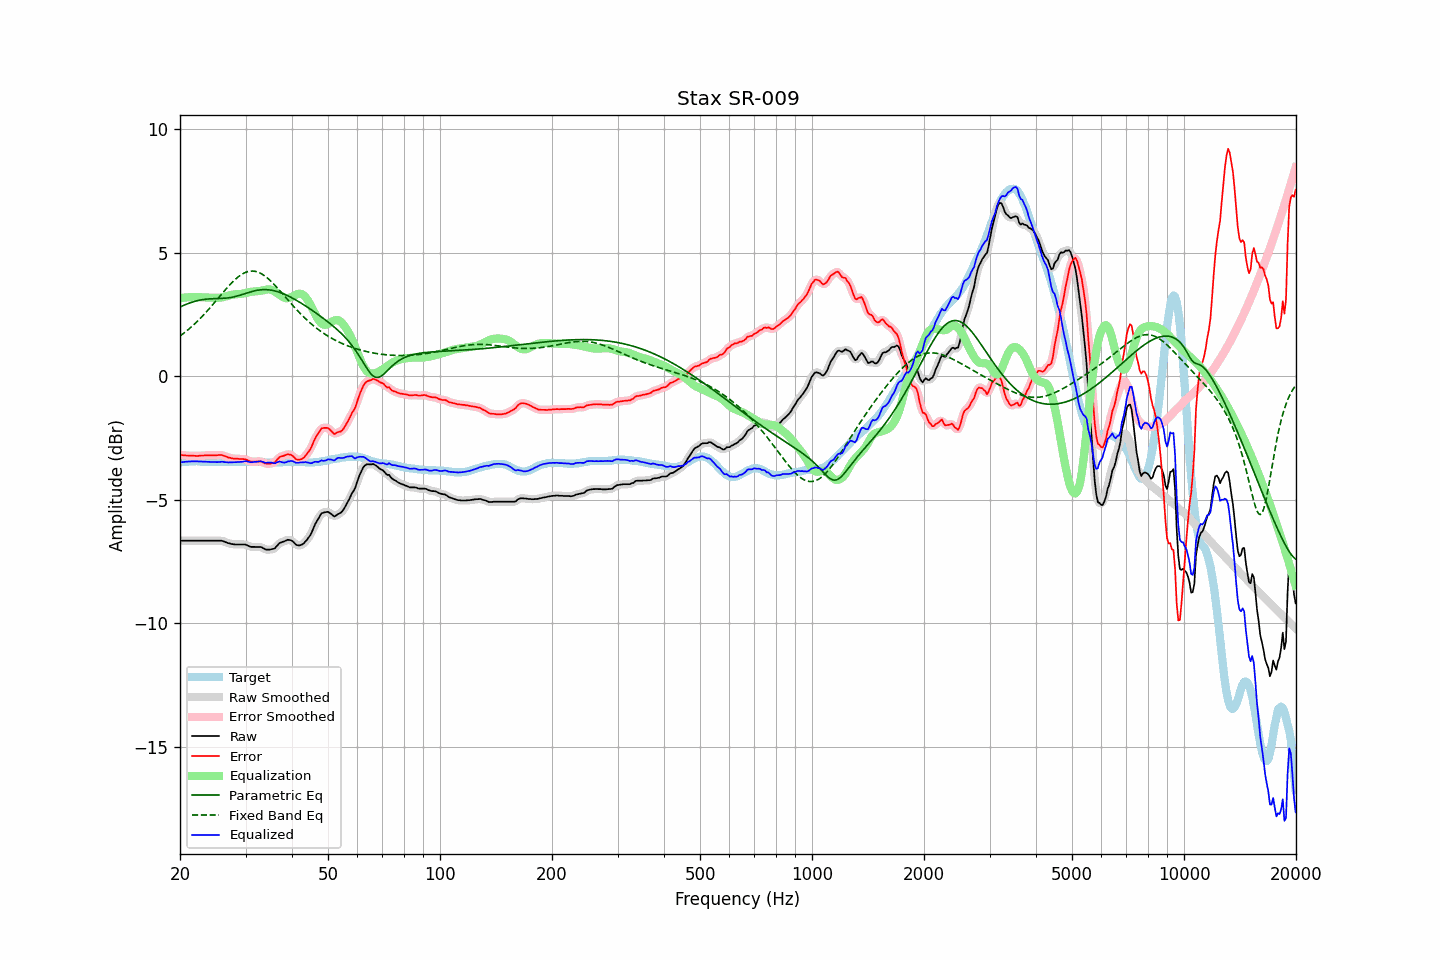 Stax SR-009
Amplitude (dBr)
10
5
0
−5
−10
−15
Target
Raw Smoothed
Error Smoothed
Raw
Error
Equalization
Parametric Eq
Fixed Band Eq
Equalized
20 50 100 200 500 1000 2000 5000 10000 20000
Frequency (Hz)